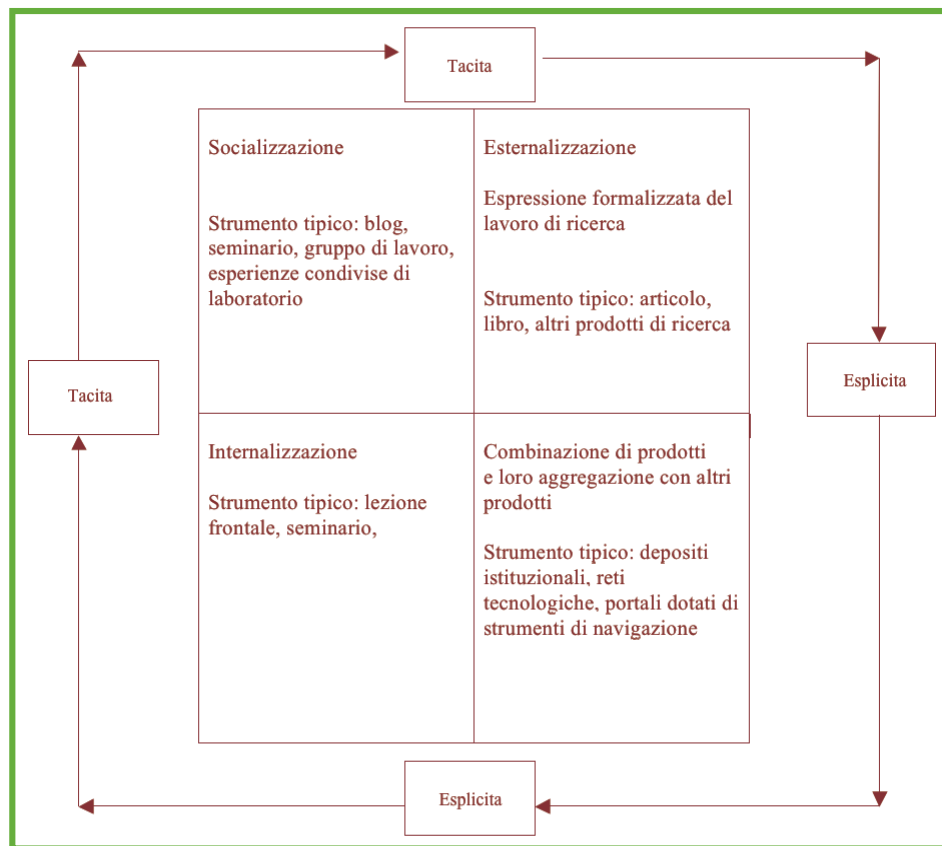 Tacita
Socializzazione
Strumento tipico: blog,
seminario, gruppo di lavoro,
esperienze condivise di
laboratorio
Esternalizzazione
Espressione formalizzata del
lavoro di ricerca
Strumento tipico: articolo,
libro, altri prodotti di ricerca
Tacita
Esplicita
Internalizzazione
Strumento tipico: lezione
frontale, seminario,
Combinazione di prodotti
e loro aggregazione con altri
prodotti
Strumento tipico: depositi
istituzionali, reti
tecnologiche, portali dotati di
strumenti di navigazione
Esplicita